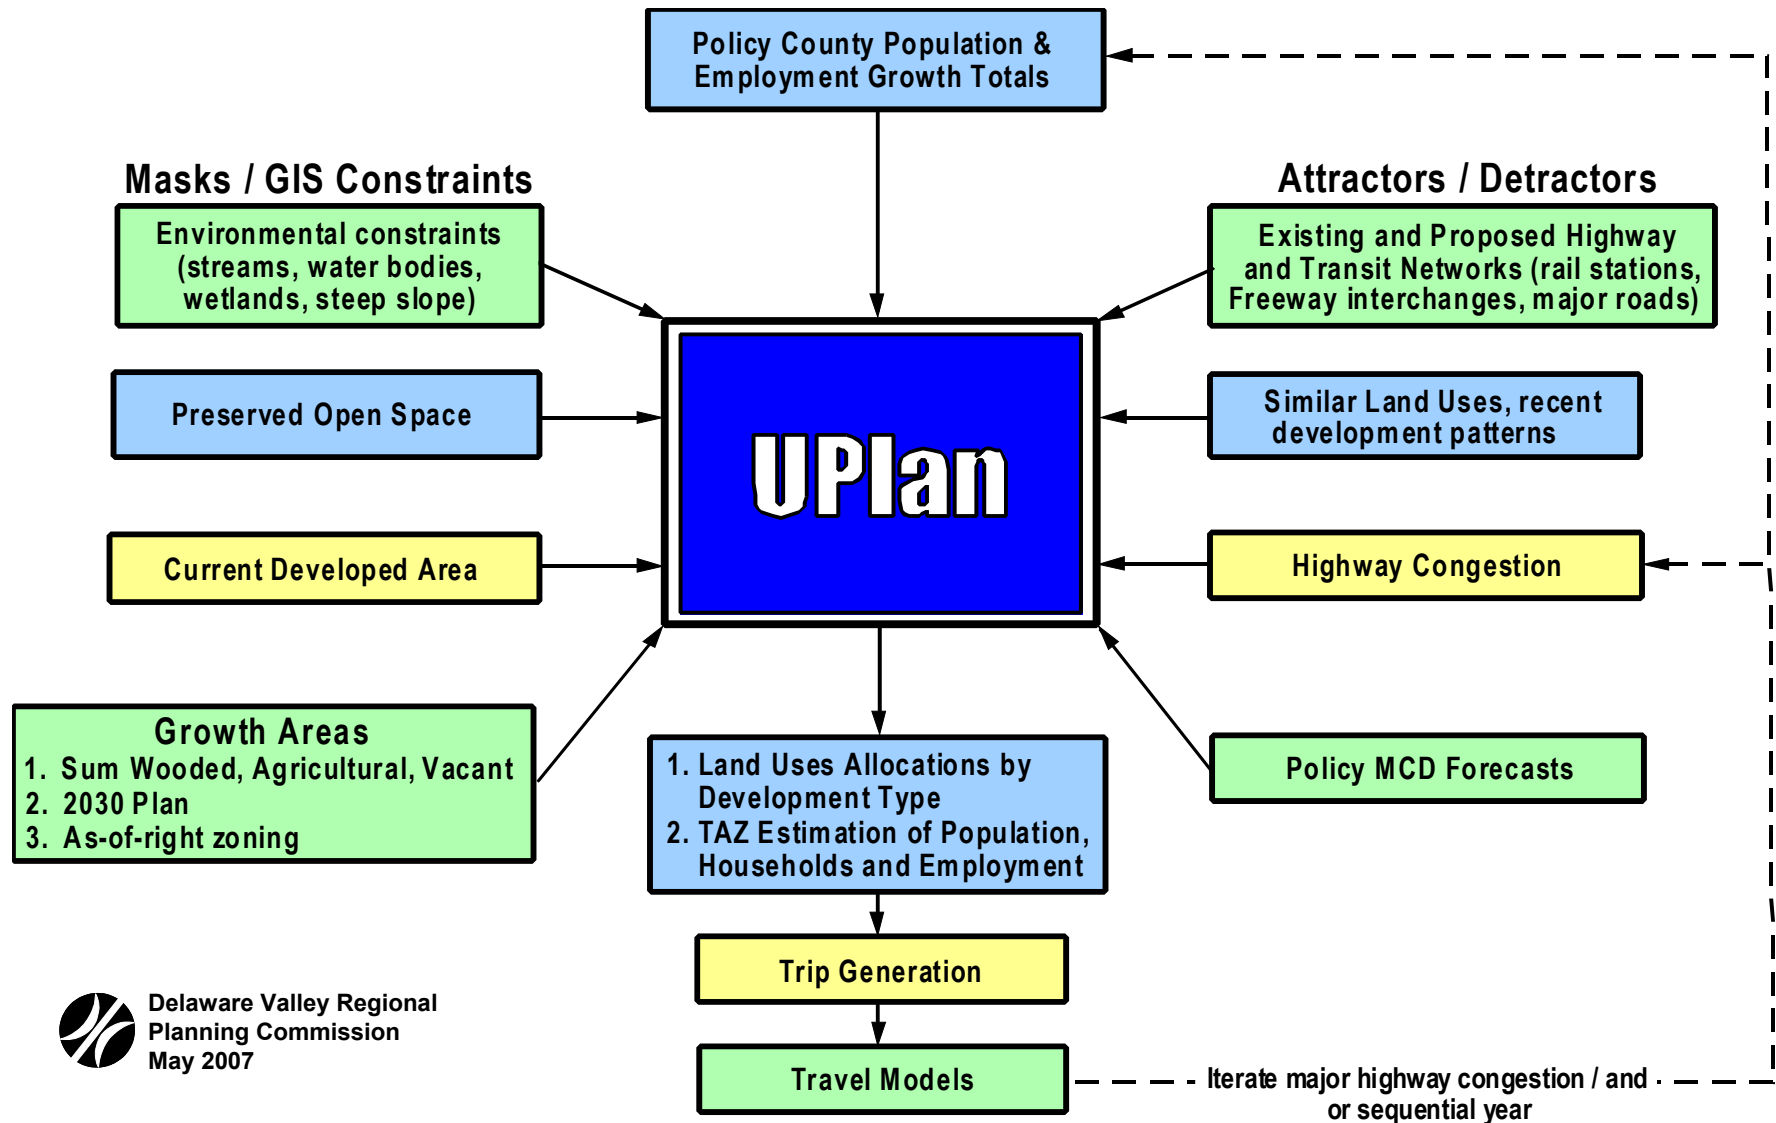 Policy County Population &
Employment Growth Totals
Masks / GIS Constraints
Environmental constraints
(streams, water bodies,
wetlands, steep slope)
Preserved Open Space
Current Developed Area
Growth Areas
1. Sum Wooded, Agricultural, Vacant
2. 2030 Plan
3. As-of-right zoning
UPlan
Attractors / Detractors
Existing and Proposed Highway
and Transit Networks (rail stations,
Freeway interchanges, major roads)
Similar Land Uses, recent
development patterns
Highway Congestion
Policy MCD Forecasts
1. Land Uses Allocations by
Development Type
2. TAZ Estimation of Population,
Households and Employment
Trip Generation
Travel Models
Iterate major highway congestion / and
or sequential year
Delaware Valley Regional
Planning Commission
May 2007